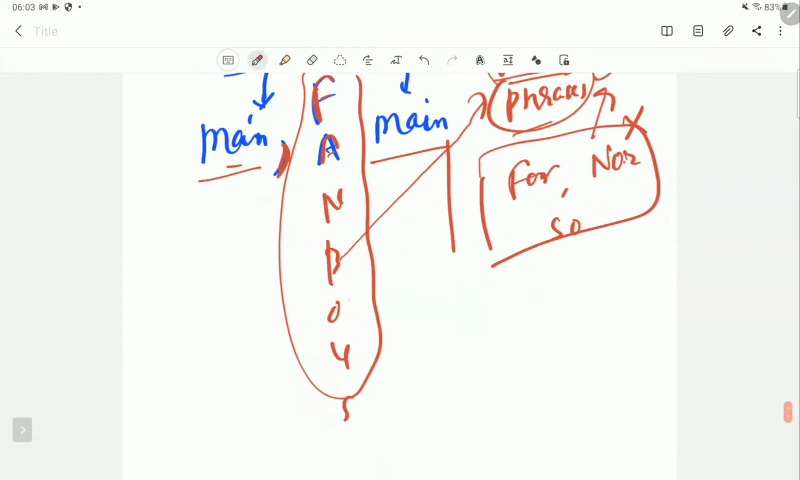 06:03
83%
Title
F main phrases
main, A
N For, Nor
B so
O
Y
S